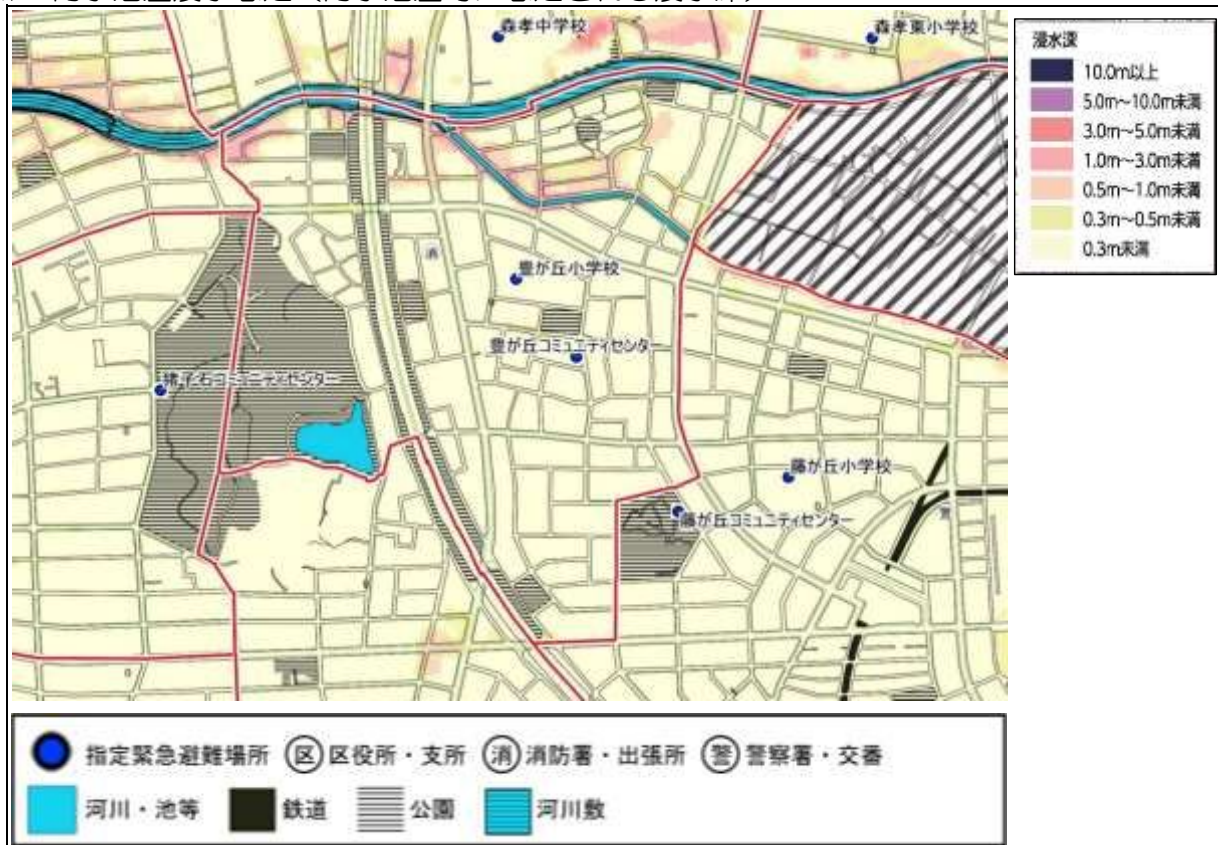 森孝中学校
森孝東小学校
消
豊が丘小学校
豊が丘コミュニティセンター
猪子石コミュニティセンター
藤が丘小学校
藤が丘コミュニティセンター
浸水深
10.0m以上
5.0m～10.0m未満
3.0m～5.0m未満
1.0m～3.0m未満
0.5m～1.0m未満
0.3m～0.5m未満
0.3m未満
指定緊急避難場所 区 区役所・支所 消 消防署・出張所 警 警察署・交番
河川・池等 鉄道 公園 河川敷